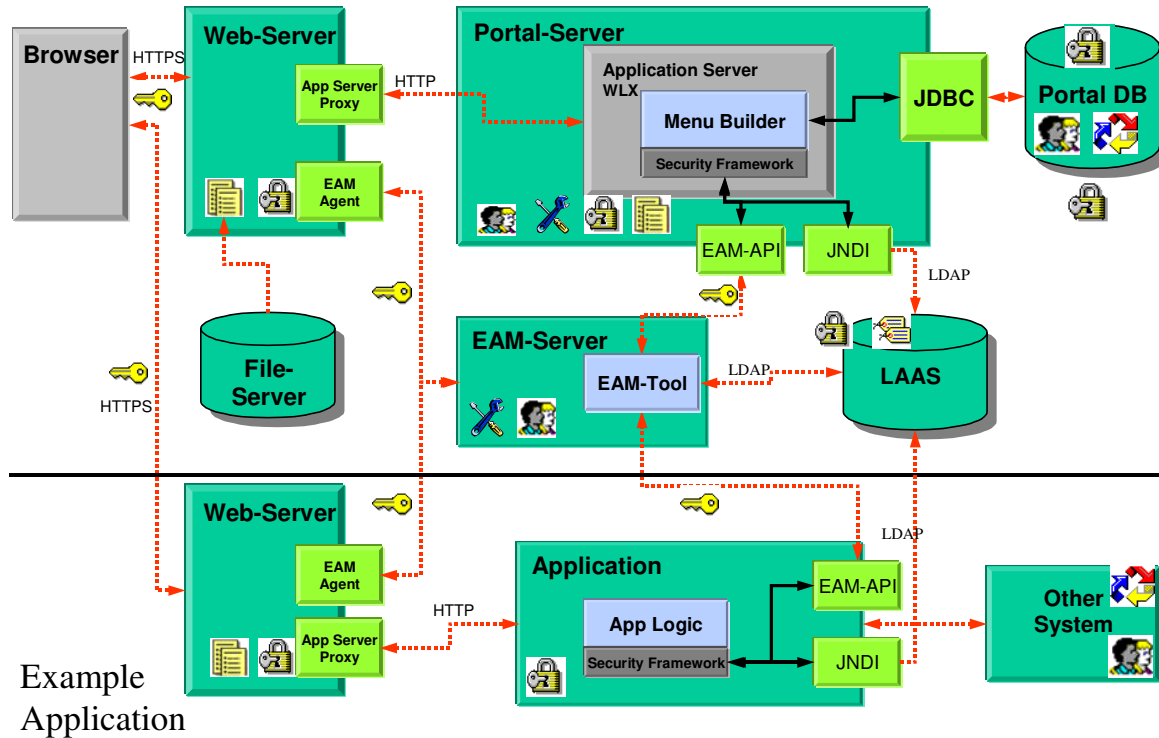 Browser
HTTPS
Web-Server
App Server
Proxy
EAM
Agent
HTTP
Portal-Server
Application Server
WLX
Menu Builder
Security Framework
JDBC
Portal DB
EAM-API
JNDI
LDAP
File-
Server
HTTPS
EAM-Server
EAM-Tool
LDAP
LAAS
Web-Server
EAM
Agent
App Server
Proxy
HTTP
Application
App Logic
Security Framework
EAM-API
JNDI
LDAP
Other
System
Example
Application